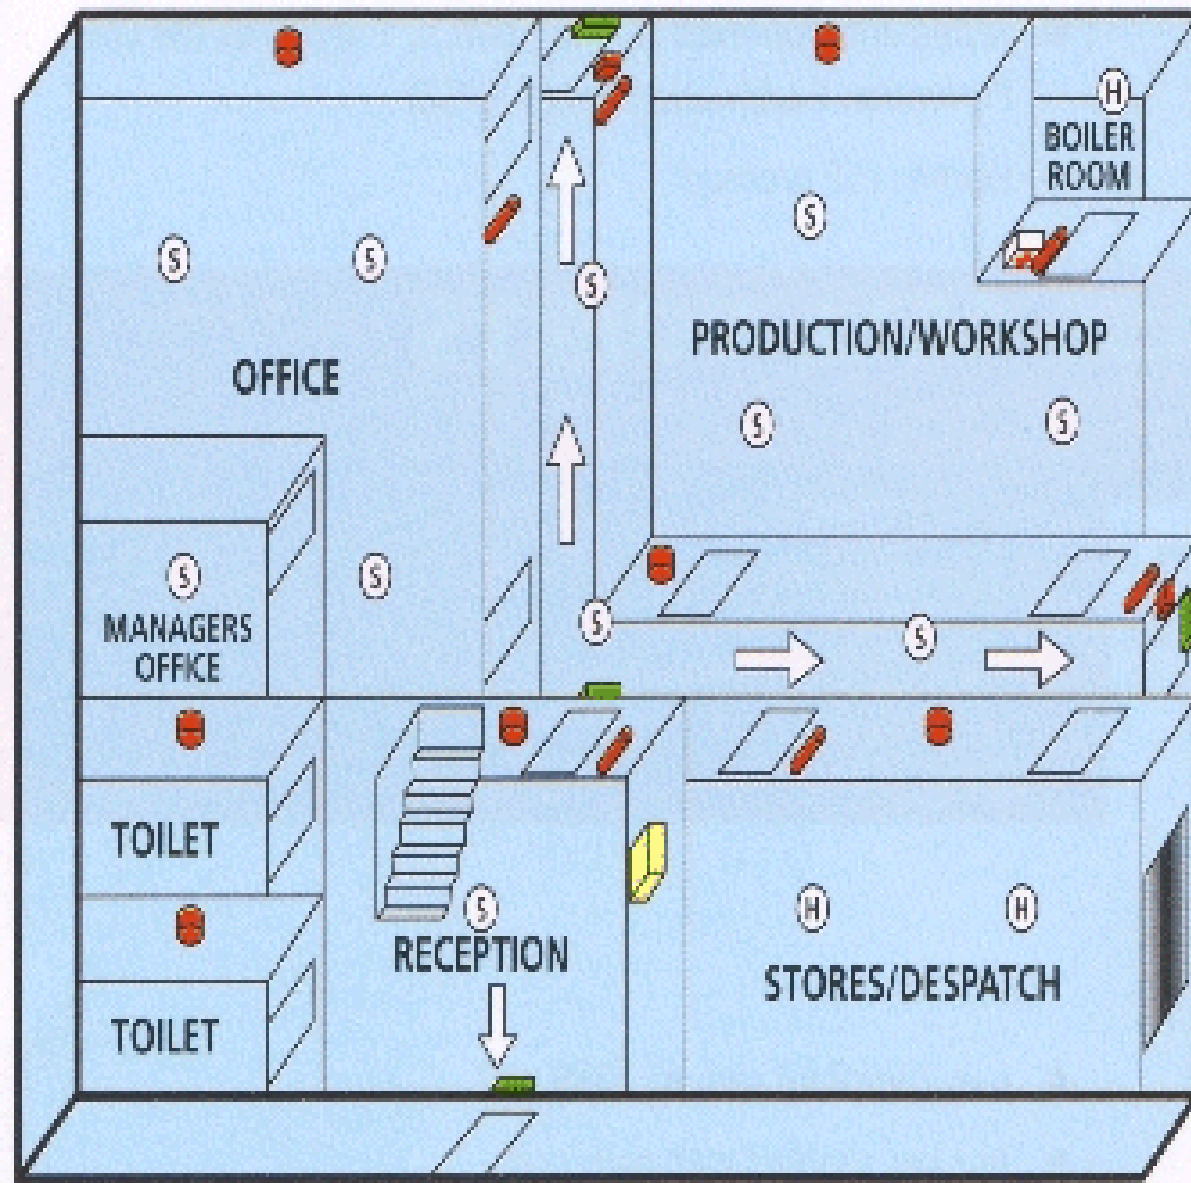 H
BOILER
ROOM
S
S
S
S
PRODUCTION/WORKSHOP
OFFICE
S
S
S
S
MANAGERS
OFFICE
S
S
TOILET
S
H
H
RECEPTION
STORES/DESPATCH
TOILET